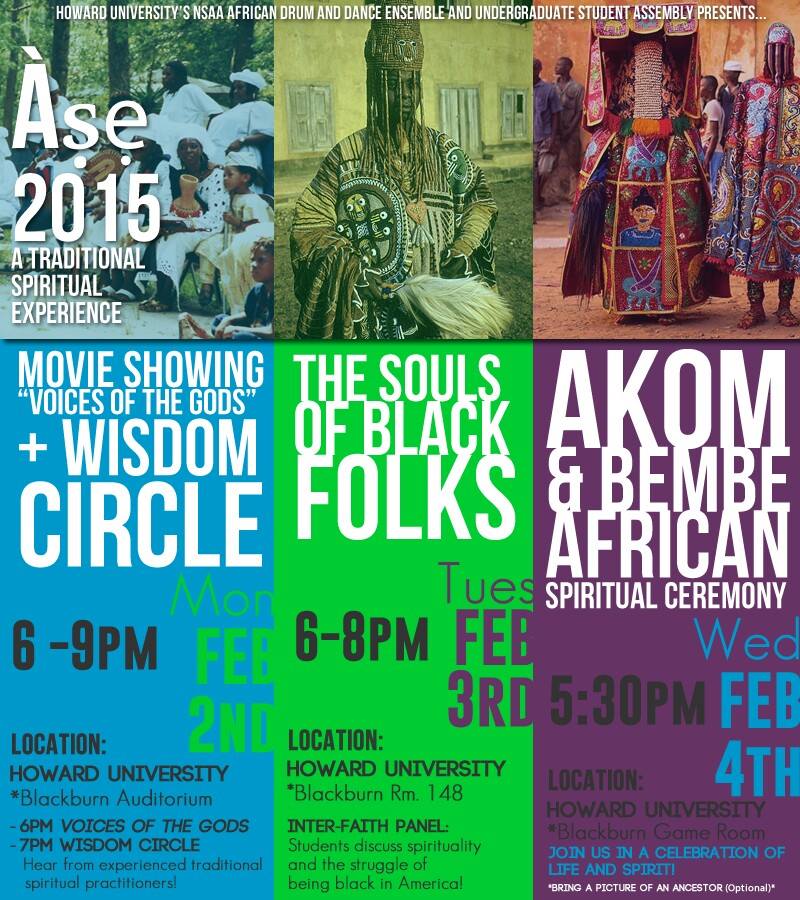 HOWARD UNIVERSITY'S NSAA AFRICAN DRUM AND DANCE ENSEMBLE AND UNDERGRADUATE STUDENT ASSEMBLY PRESENTS...
Àṣẹ
2015
A TRADITIONAL
SPIRITUAL
EXPERIENCE
MOVIE SHOWING
"VOICES OF THE GODS"
+ WISDOM
CIRCLE
Mon
6 -9PM
FEB
2ND
LOCATION:
HOWARD UNIVERSITY
*Blackburn Auditorium
- 6PM VOICES OF THE GODS
- 7PM WISDOM CIRCLE
Hear from experienced traditional
spiritual practitioners!
THE SOULS
OF BLACK
FOLKS
Tues
6-8PM
FEB
3RD
LOCATION:
HOWARD UNIVERSITY
*Blackburn Rm. 148
INTER-FAITH PANEL:
Students discuss spirituality
and the struggle of
being black in America!
AKOM
& BEMBE
AFRICAN
SPIRITUAL CEREMONY
Wed
5:30PM
FEB
4TH
LOCATION:
HOWARD UNIVERSITY
*Blackburn Game Room
JOIN US IN A CELEBRATION OF
LIFE AND SPIRIT!
*BRING A PICTURE OF AN ANCESTOR (Optional)*